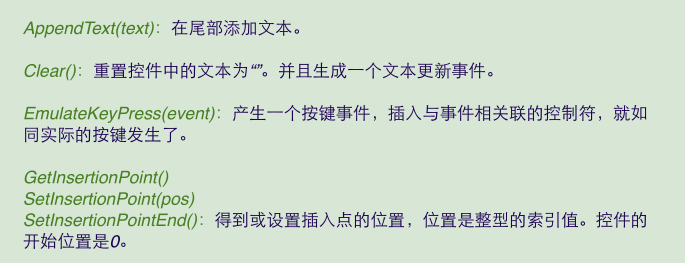 AppendText(text)：在尾部添加文本。
Clear()：重置控件中的文本为“”。并且生成一个文本更新事件。
EmulateKeyPress(event)：产生一个按键事件，插入与事件相关联的控制符，就如
同实际的按键发生了。
GetInsertionPoint()
SetInsertionPoint(pos)
SetInsertionPointEnd()：得到或设置插入点的位置，位置是整型的索引值。控件的
开始位置是0。